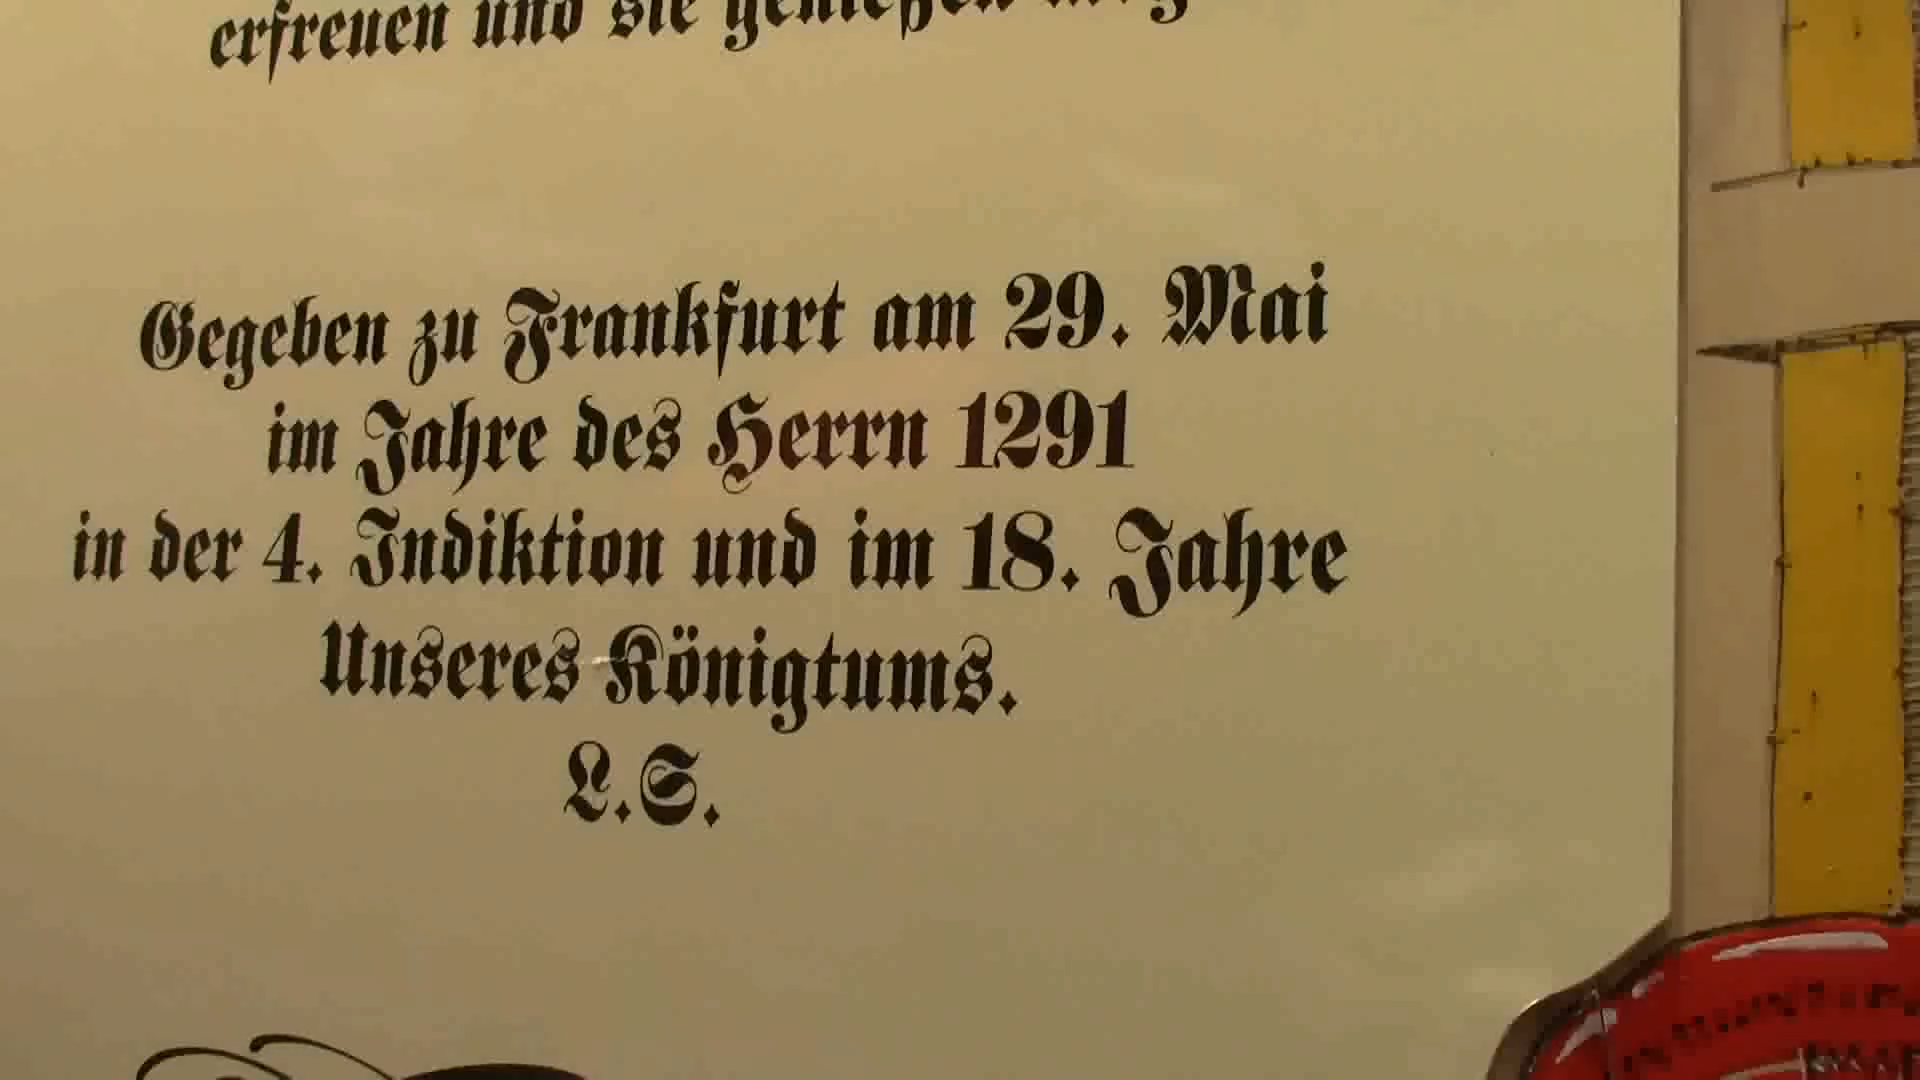 erfreuen und sie genießen
Gegeben zu Frankfurt am 29. Mai
im Jahre des Herrn 1291
in der 4. Indiktion und im 18. Jahre
Unseres Königtums.
L.S.